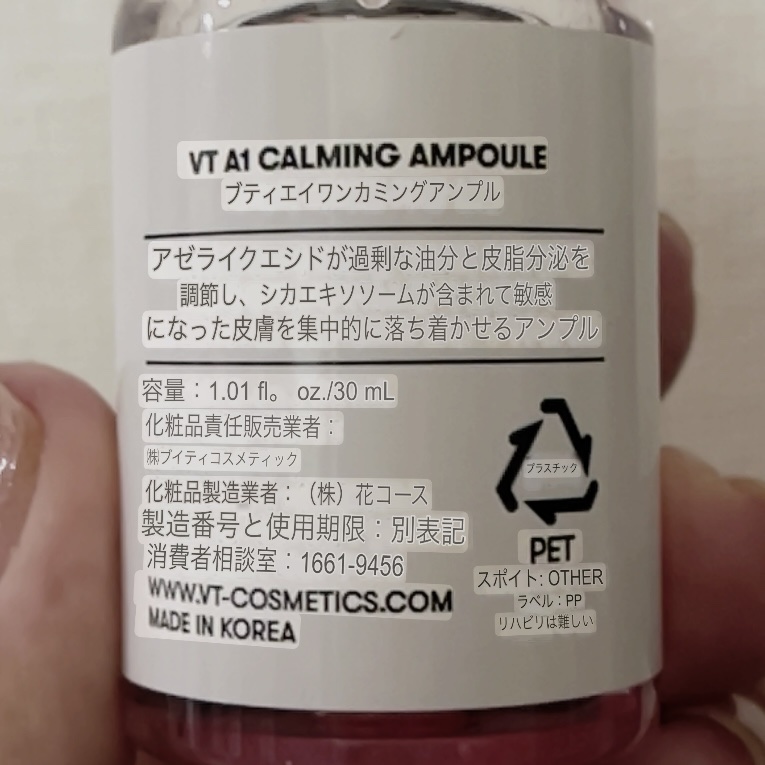 VT A1 CALMING AMPOULE
ブティエイワンカミングアンプル
アゼライクエシドが過剰な油分と皮脂分泌を
調節し、シカエキソソームが含まれて敏感
になった皮膚を集中的に落ち着かせるアンプル
容量：1.01 fl。 oz./30 mL
化粧品責任販売業者：
㈱ブイティコスメティック
化粧品製造業者：（株）花コース
製造番号と使用期限：別表記
消費者相談室：1661-9456
WWW.VT-COSMETICS.COM
MADE IN KOREA
プラスチック
PET
スポイト: OTHER
ラベル：PP
リハビリは難しい